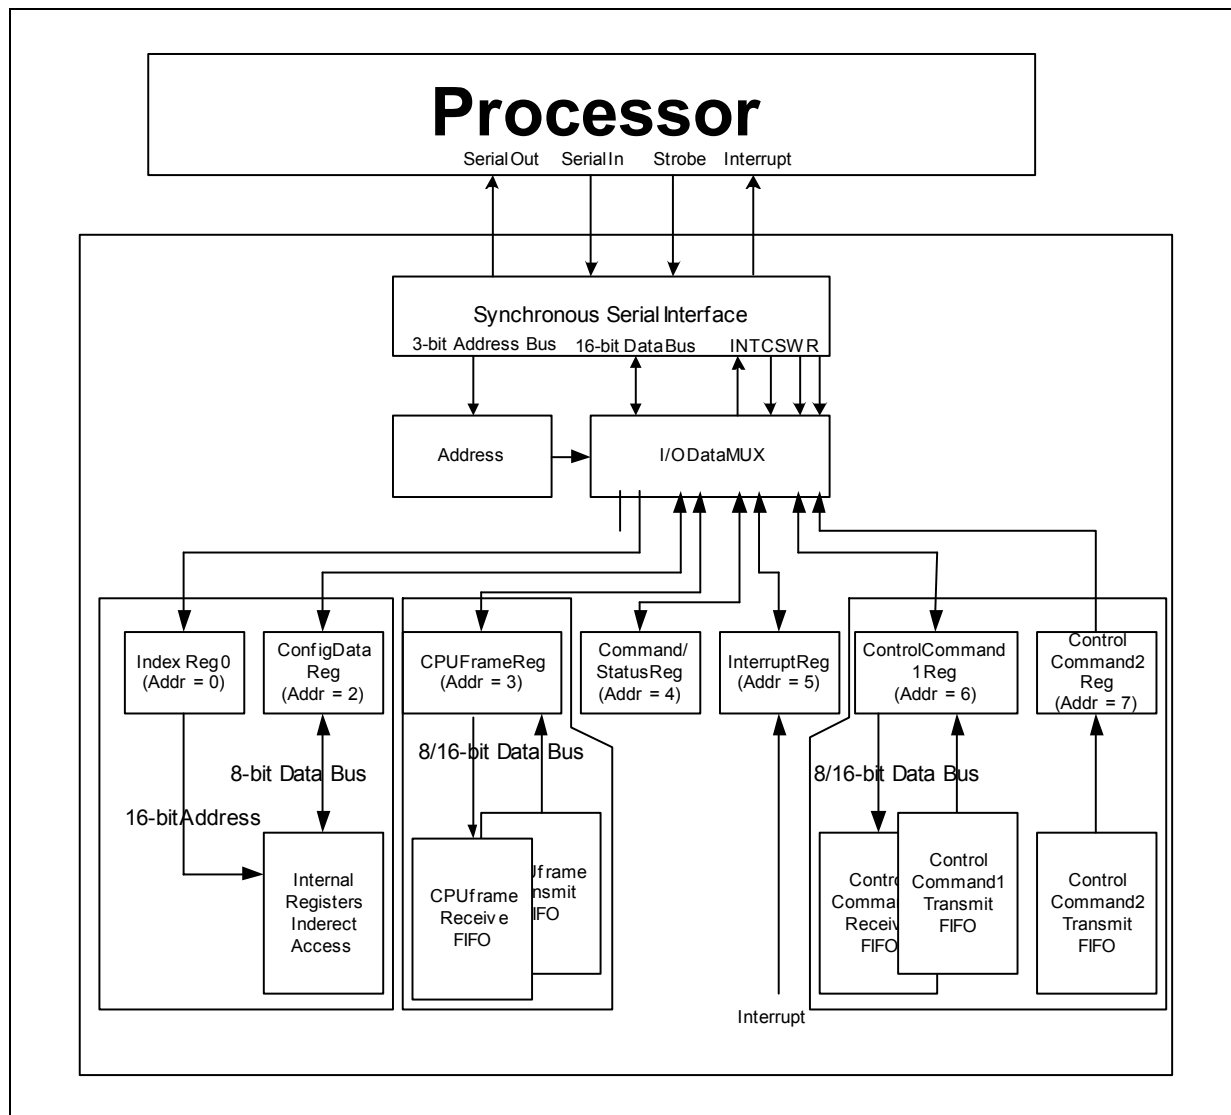 Processor
Serial Out Serial In Strobe Interrupt
Synchronous Serial Interface
3-bit Address Bus 16-bit Data Bus INT CS W R
Address
I/O Data MUX
Index Reg0
(Addr = 0)
Config Data
Reg
(Addr = 2)
CPU Frame Reg
(Addr = 3)
Command/
Status Reg
(Addr = 4)
Interrupt Reg
(Addr = 5)
Control Command
1 Reg
(Addr = 6)
Control
Command2
Reg
(Addr = 7)
8-bit Data Bus
16-bit Address
8/16-bit Data Bus
8/16-bit Data Bus
Internal
Registers
Inderect
Access
CPU frame
Receive
FIFO
FIFO
Receive
FIFO
Control
Command1
Transmit
FIFO
Control
Command2
Transmit
FIFO
Interrupt